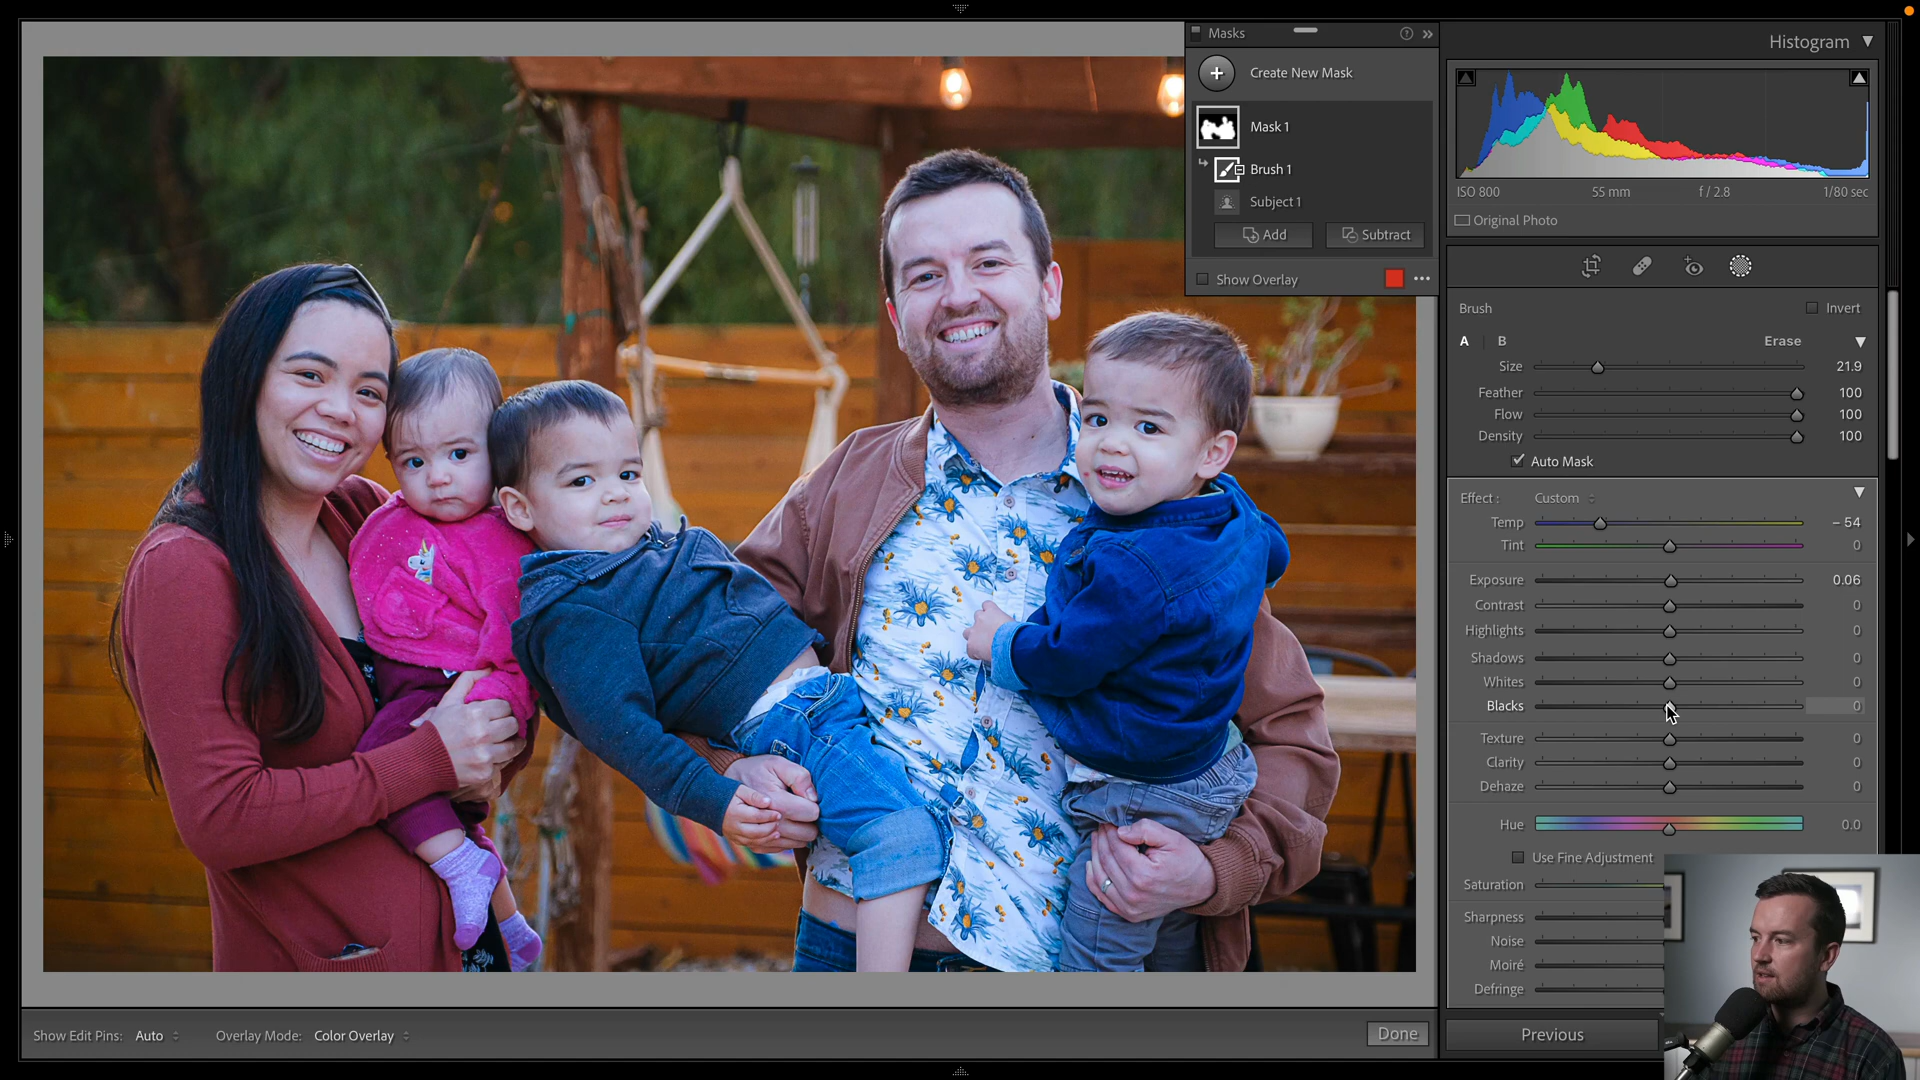 Masks
Create New Mask
Mask 1
Brush 1
Subject 1
Add
Subtract
Show Overlay
Histogram
ISO 800 55 mm f / 2.8 1/80 sec
Original Photo
Brush Invert
A B Erase
Size 21.9
Feather 100
Flow 100
Density 100
Auto Mask
Effect : Custom
Temp – 54
Tint 0
Exposure 0.06
Contrast 0
Highlights 0
Shadows 0
Whites 0
Blacks 0
Texture 0
Clarity 0
Dehaze 0
Hue 0.0
Use Fine Adjustment
Saturation
Sharpness
Noise
Moiré
Defringe
Show Edit Pins: Auto Overlay Mode: Color Overlay Done
Previous